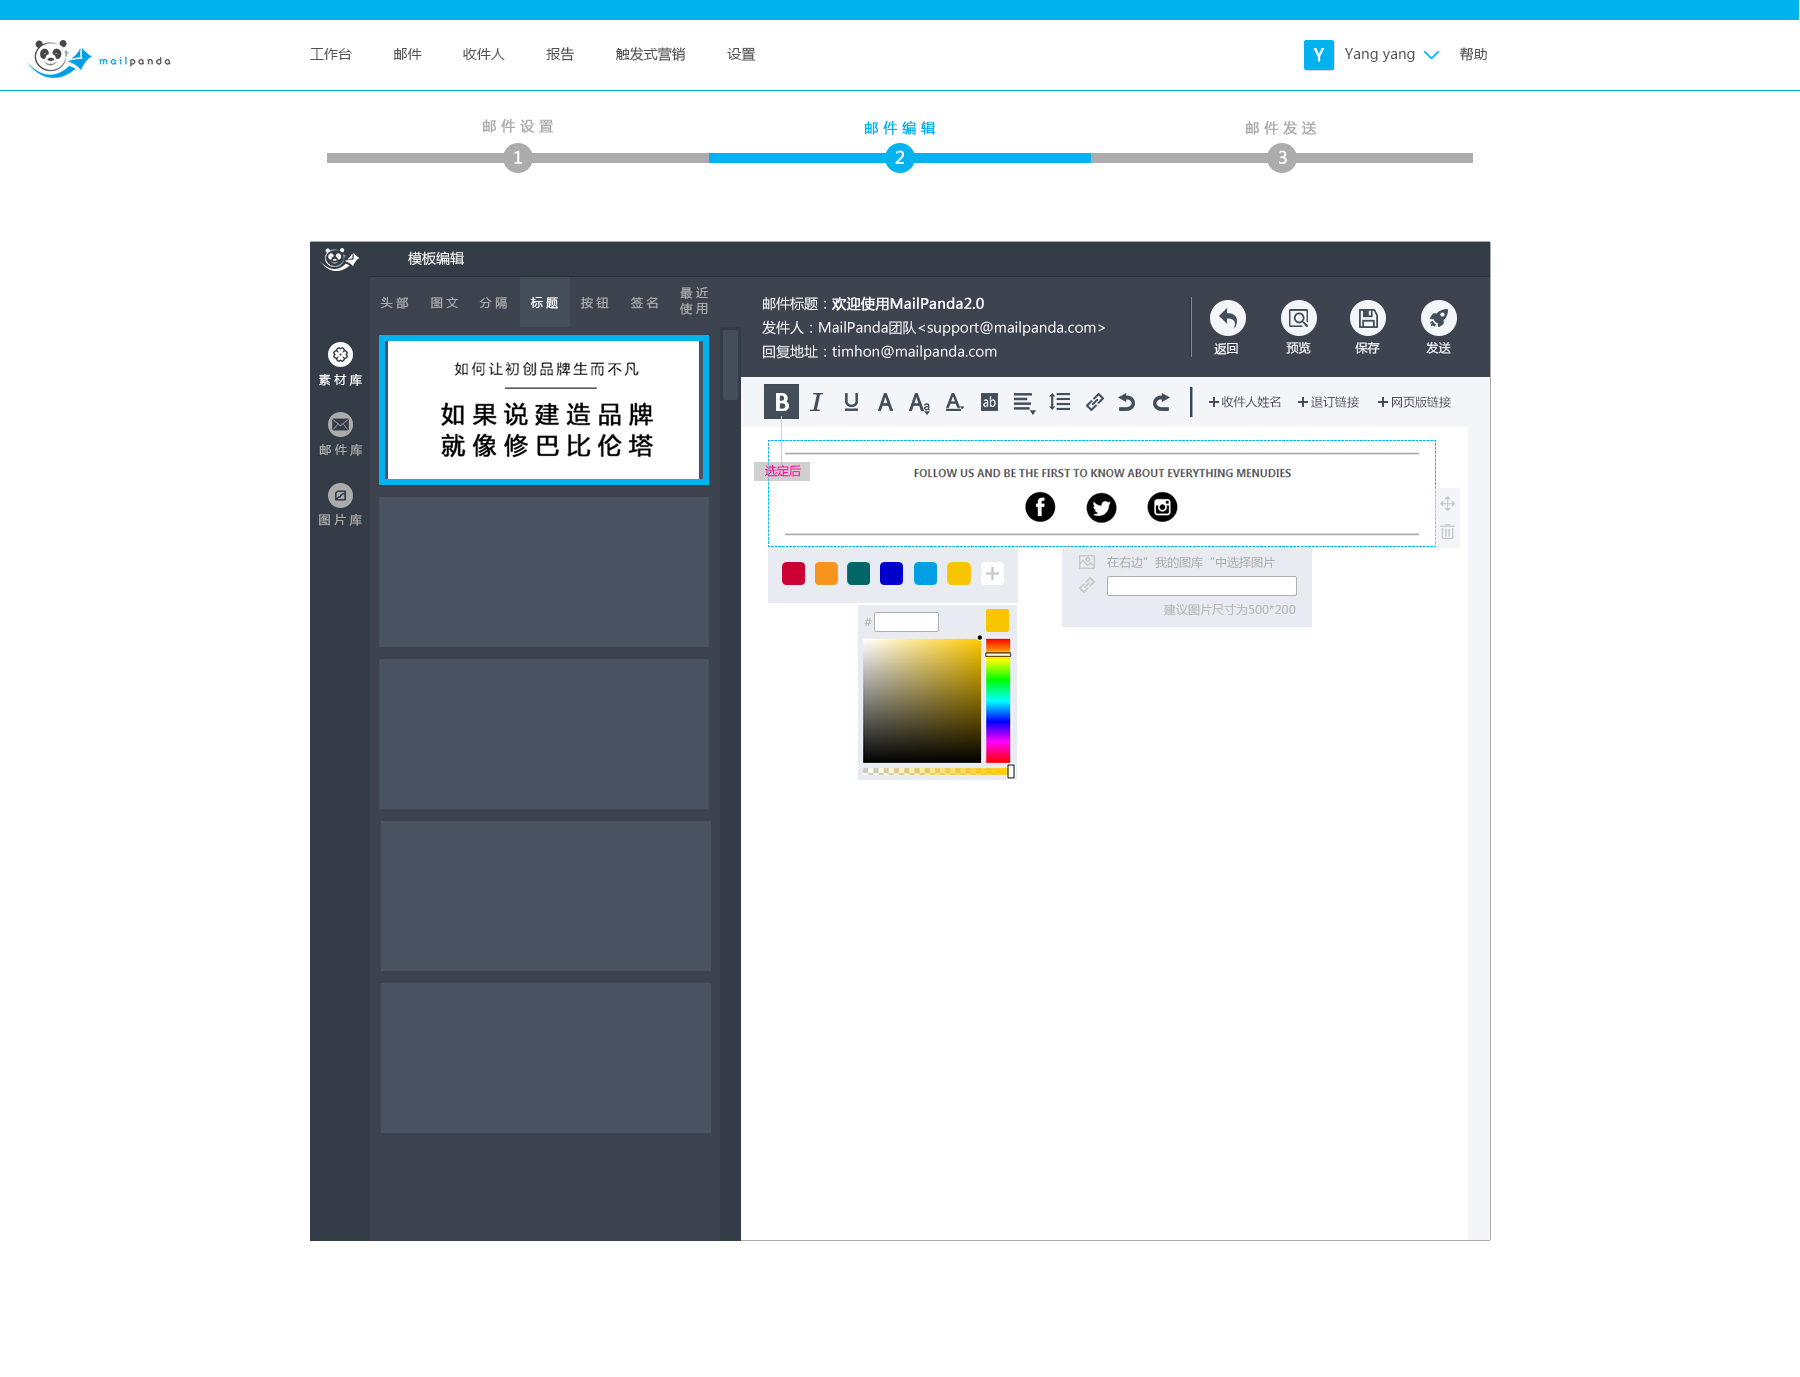 mailpanda
工作台 邮件 收件人 报告 触发式营销 设置
Y Yang yang 帮助
邮件设置 邮件编辑 邮件发送
1 2 3
模板编辑
头部 图文 分隔 标题 按钮 签名 最近
使用
素材库
邮件库
图片库
如何让初创品牌生而不凡
如果说建造品牌
就像修巴比伦塔
邮件标题：欢迎使用MailPanda2.0
发件人：MailPanda团队<support@mailpanda.com>
回复地址：timhon@mailpanda.com
返回 预览 保存 发送
B I U A Aa A ab +收件人姓名 +退订链接 +网页版链接
选定后
FOLLOW US AND BE THE FIRST TO KNOW ABOUT EVERYTHING MENUDIES
在右边”我的图库“中选择图片
建议图片尺寸为500*200
#